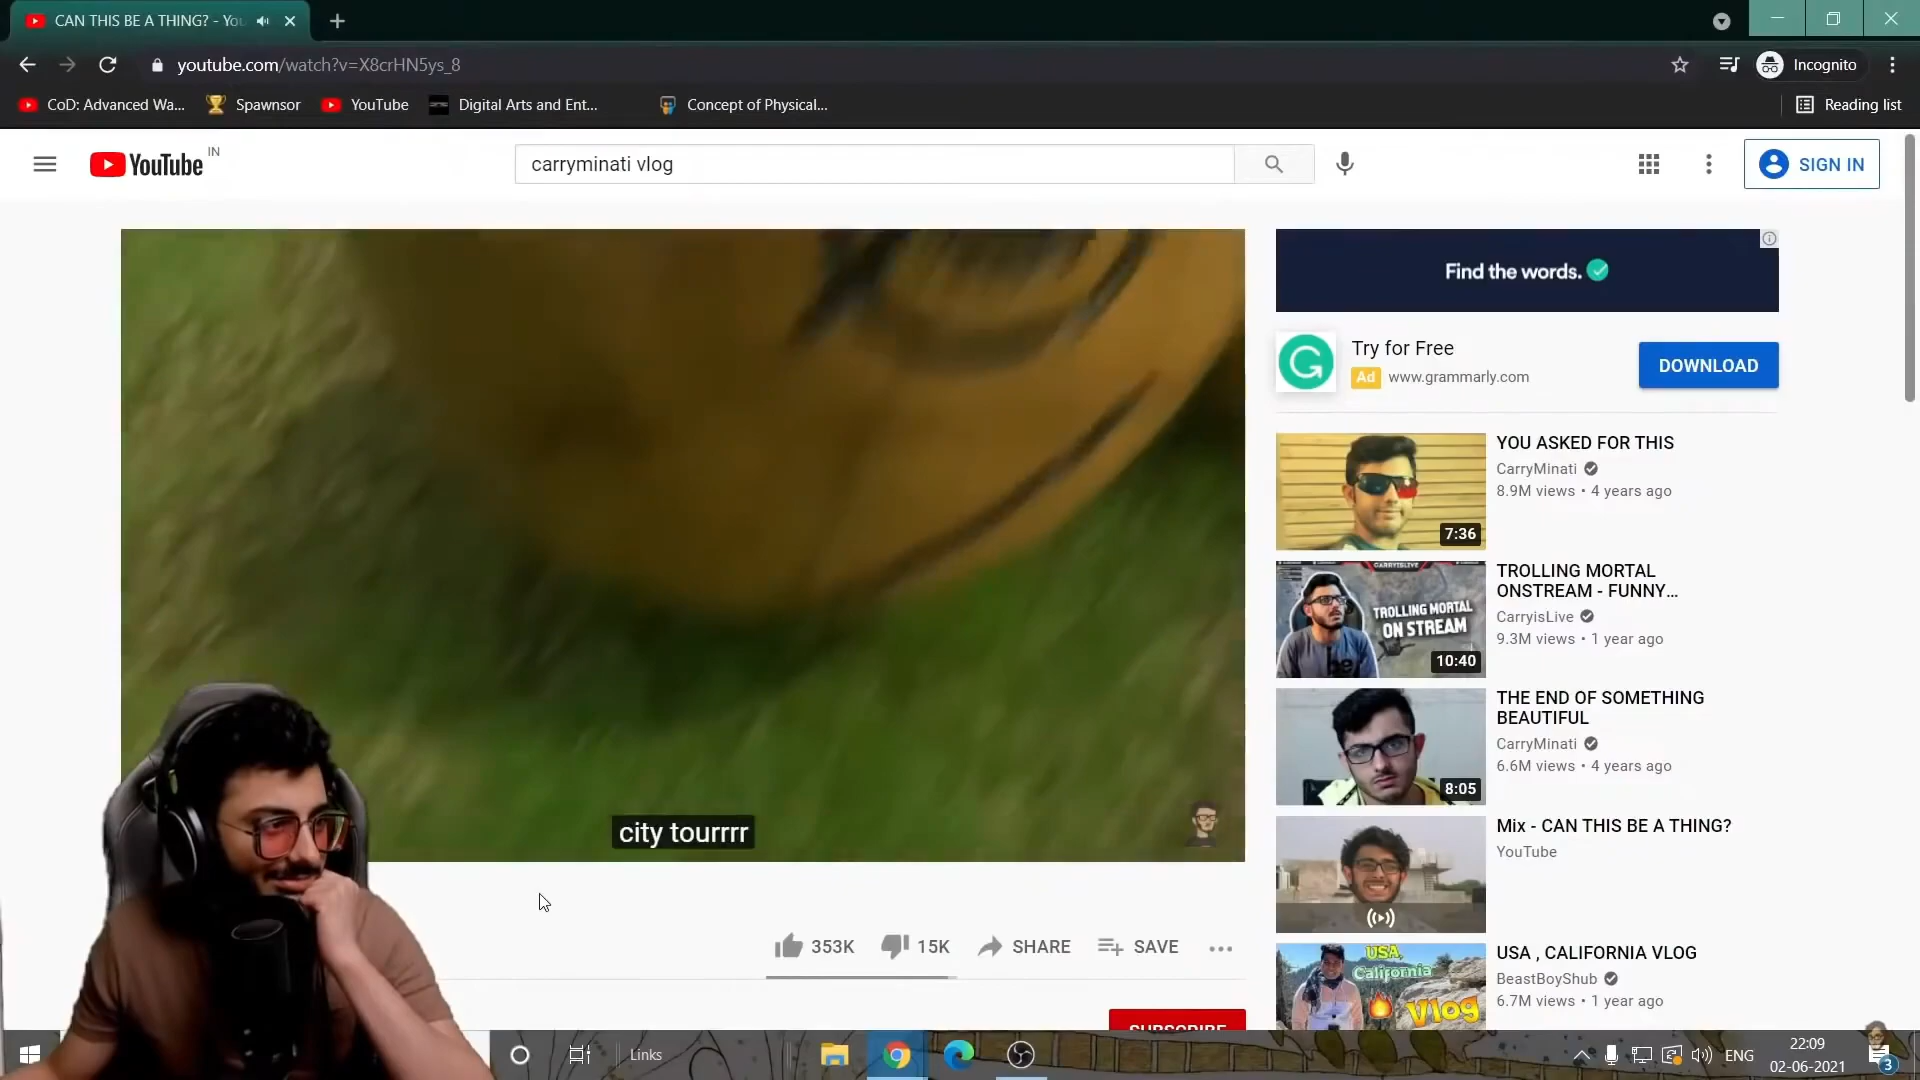 CAN THIS BE A THING? - You
youtube.com/watch?v=X8crHN5ys_8
Incognito
CoD: Advanced Wa...
Spawnsor
YouTube
Digital Arts and Ent...
Concept of Physical...
Reading list
YouTube IN
carryminati vlog
SIGN IN
Find the words.
Try for Free
Ad www.grammarly.com
DOWNLOAD
YOU ASKED FOR THIS
CarryMinati
8.9M views • 4 years ago
7:36
TROLLING MORTAL
ONSTREAM - FUNNY...
CarryisLive
9.3M views • 1 year ago
CARRYISLIVE
TROLLING MORTAL
ON STREAM
10:40
THE END OF SOMETHING
BEAUTIFUL
CarryMinati
6.6M views • 4 years ago
8:05
Mix - CAN THIS BE A THING?
YouTube
USA , CALIFORNIA VLOG
BeastBoyShub
6.7M views • 1 year ago
USA,
California
Vlog
city tourrrr
353K
15K
SHARE
SAVE
SUBSCRIBE
Links
ENG
22:09
02-06-2021
3